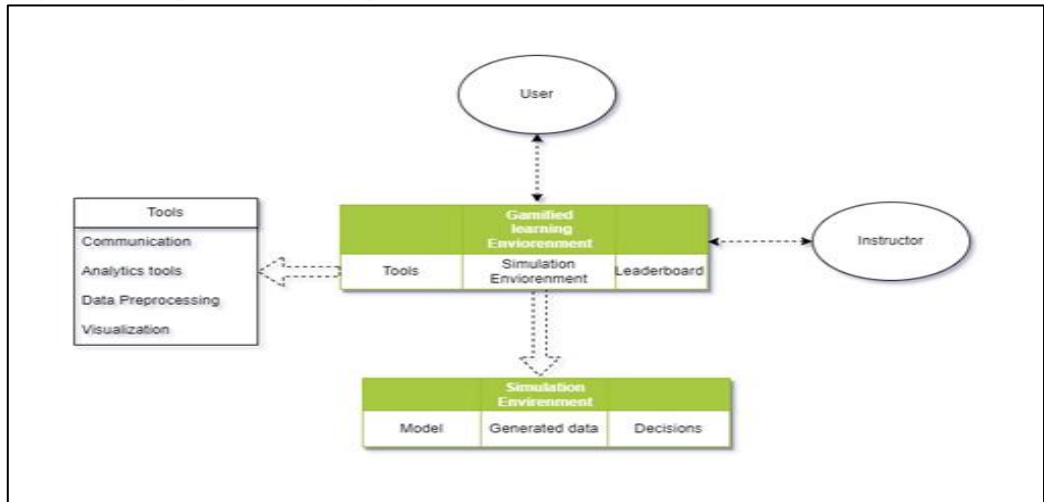 User
Gamified
learning
Enviorenment
Tools
Simulation
Enviorenment
Leaderboard
Instructor
Tools
Communication
Analytics tools
Data Preprocessing
Visualization
Simulation
Envirenment
Model
Generated data
Decisions